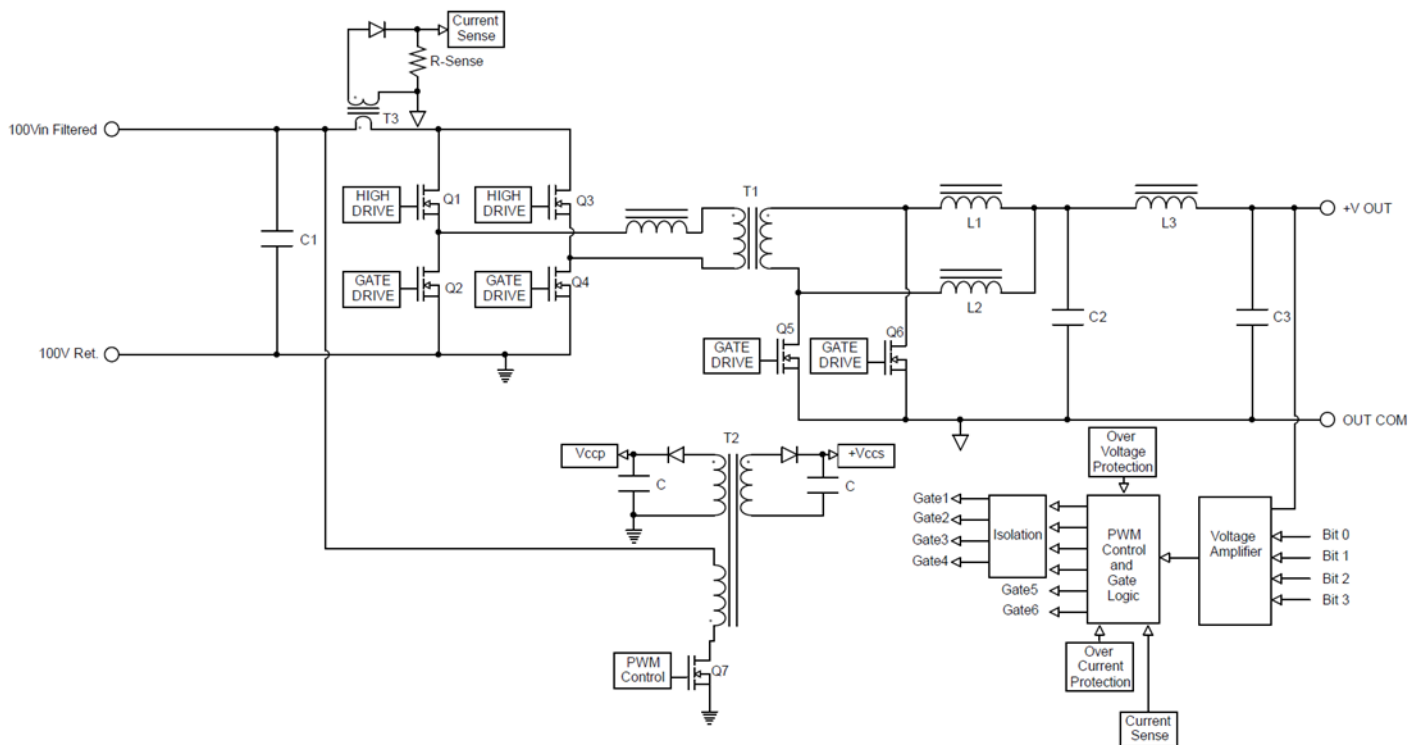 Current
Sense
R-Sense
T3
100Vin Filtered
HIGH
DRIVE
Q1
HIGH
DRIVE
Q3
T1
L1
L3
+V OUT
C1
GATE
DRIVE
Q2
GATE
DRIVE
Q4
L2
C2
C3
100V Ret.
Q5
Q6
GATE
DRIVE
GATE
DRIVE
OUT COM
T2
Vccp
+Vccs
C
C
Over
Voltage
Protection
Gate1
Gate2
Gate3
Gate4
Isolation
Gate5
Gate6
PWM
Control
and
Gate
Logic
Voltage
Amplifier
Bit 0
Bit 1
Bit 2
Bit 3
PWM
Control
Q7
Over
Current
Protection
Current
Sense